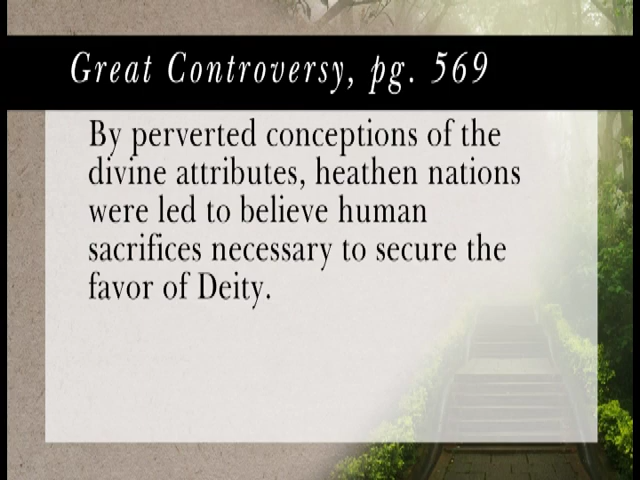 Great Controversy, pg. 569
By perverted conceptions of the
divine attributes, heathen nations
were led to believe human
sacrifices necessary to secure the
favor of Deity.